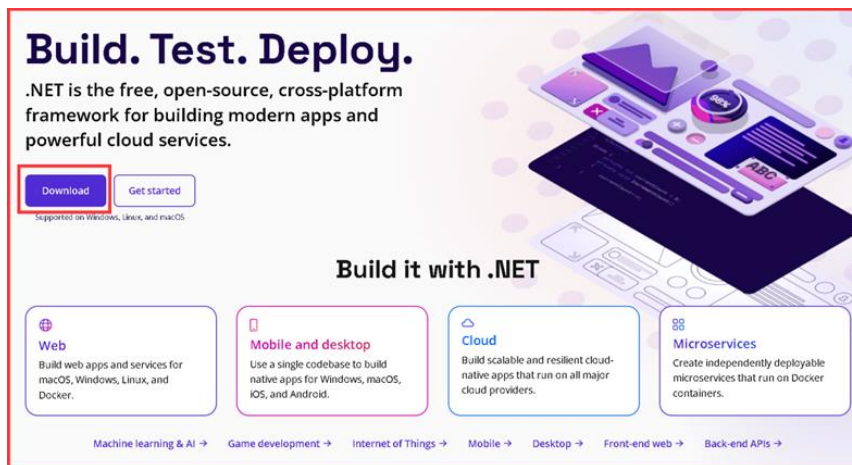 Build. Test. Deploy.
.NET is the free, open-source, cross-platform
framework for building modern apps and
powerful cloud services.
Download
Get started
Supported on Windows, Linux, and macOS
98%
ABC
Build it with .NET
Web
Build web apps and services for
macOS, Windows, Linux, and
Docker.
Mobile and desktop
Use a single codebase to build
native apps for Windows, macOS,
iOS, and Android.
Cloud
Build scalable and resilient cloud-
native apps that run on all major
cloud providers.
Microservices
Create independently deployable
microservices that run on Docker
containers.
Machine learning & AI → Game development → Internet of Things → Mobile → Desktop → Front-end web → Back-end APIs →